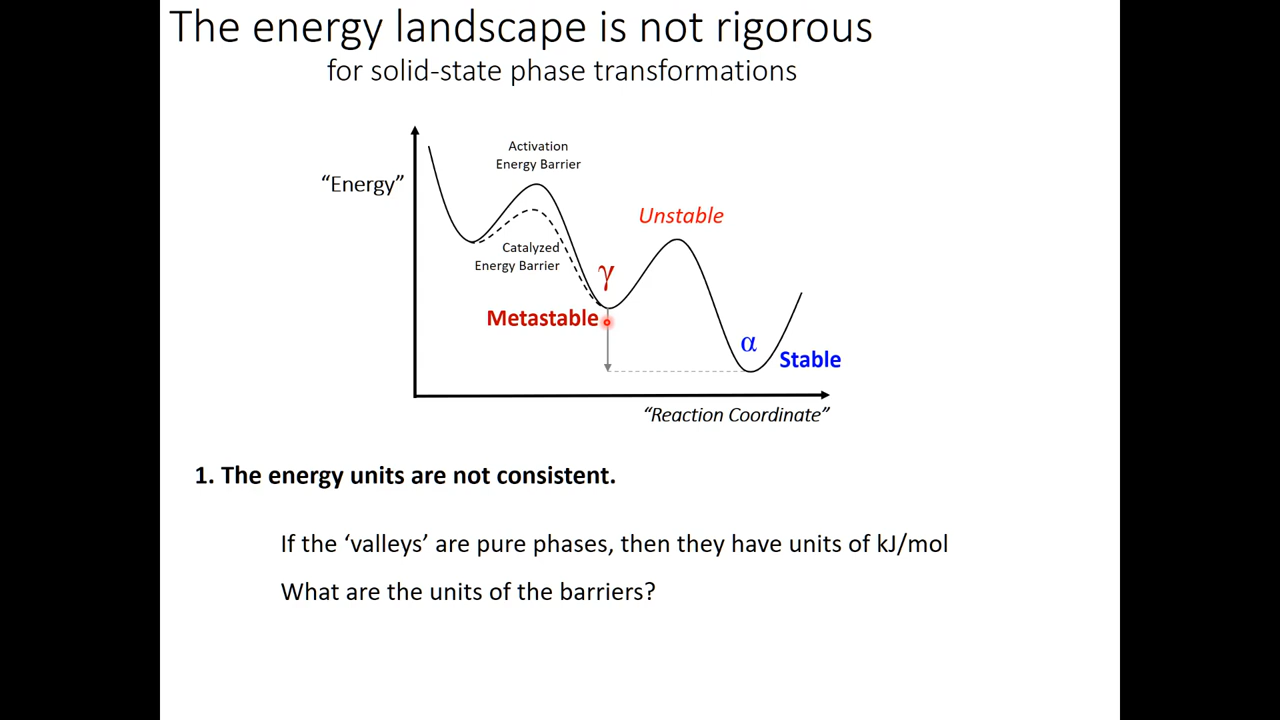 The energy landscape is not rigorous
for solid-state phase transformations
Activation
Energy Barrier
“Energy”
Unstable
Catalyzed
Energy Barrier
γ
Metastable
α
Stable
“Reaction Coordinate”
1. The energy units are not consistent.
If the ‘valleys’ are pure phases, then they have units of kJ/mol
What are the units of the barriers?